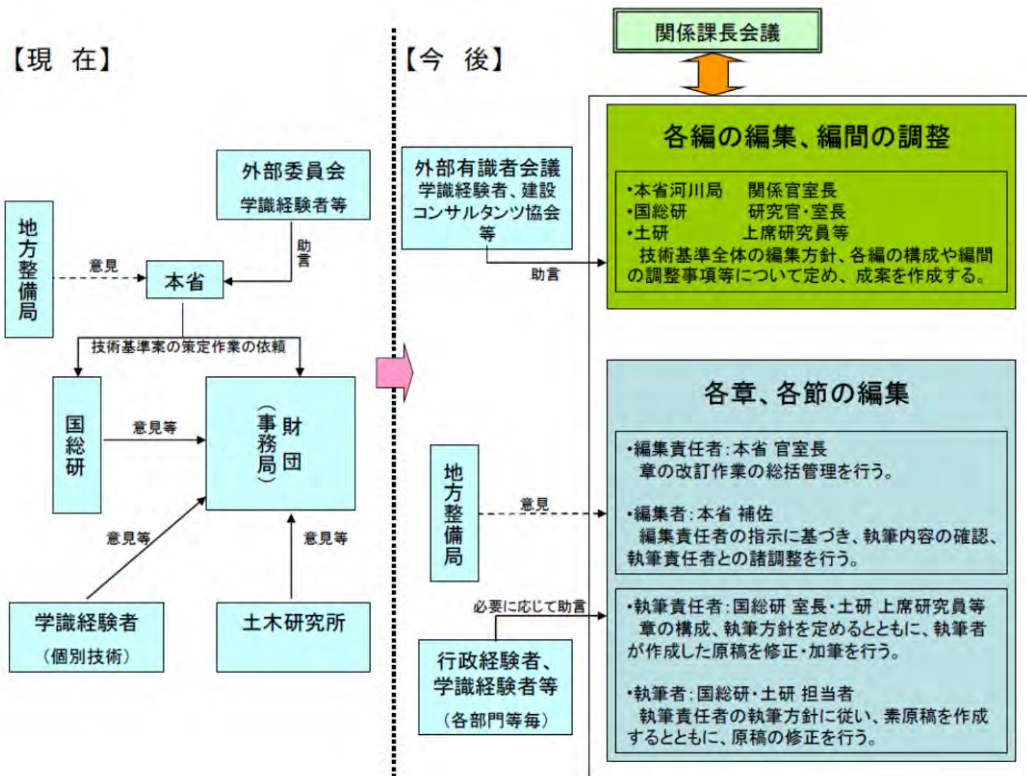 【現　在】
外部委員会
学識経験者等
地方整備局
意見
助言
本省
技術基準案の策定作業の依頼
国総研
意見等
財団
（事務局）
意見等
意見等
学識経験者
（個別技術）
土木研究所
【今　後】
関係課長会議
外部有識者会議
学識経験者、建設
コンサルタンツ協会
等
助言
各編の編集、編間の調整
・本省河川局　　関係官室長
・国総研　　　　研究官・室長
・土研　　　　　上席研究員等
技術基準全体の編集方針、各編の構成や編間
の調整事項等について定め、成案を作成する。
各章、各節の編集
地方整備局
意見
・編集責任者：本省 官室長
章の改訂作業の総括管理を行う。
・編集者：本省 補佐
編集責任者の指示に基づき、執筆内容の確認、
執筆責任者との諸調整を行う。
必要に応じて助言
行政経験者、
学識経験者等
（各部門等毎）
・執筆責任者：国総研 室長・土研 上席研究員等
章の構成、執筆方針を定めるとともに、執筆者
が作成した原稿を修正・加筆を行う。
・執筆者：国総研・土研 担当者
執筆責任者の執筆方針に従い、素原稿を作成
するとともに、原稿の修正を行う。